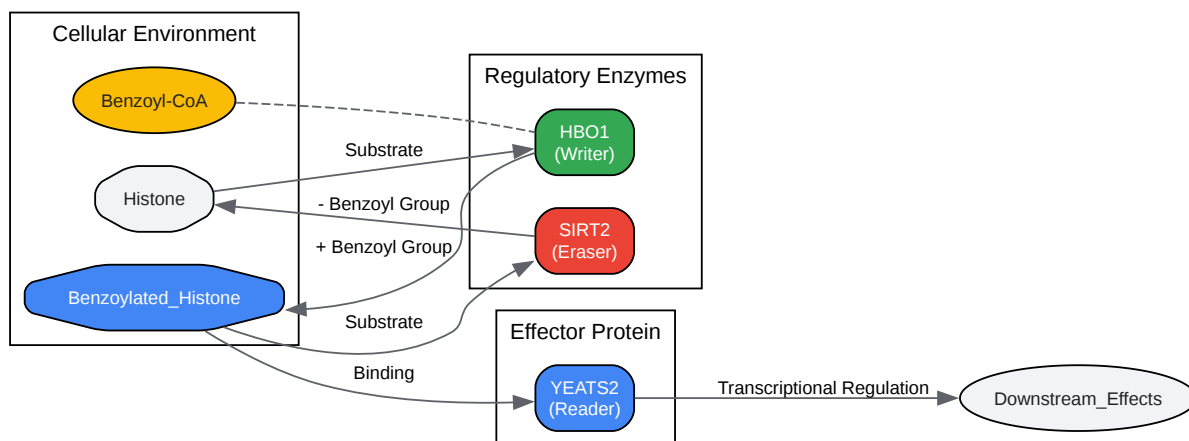 Cellular Environment
Benzoyl-CoA
Histone
Benzoylated_Histone
Regulatory Enzymes
HBO1
(Writer)
SIRT2
(Eraser)
Substrate
- Benzoyl Group
+ Benzoyl Group
Substrate
Binding
Effector Protein
YEATS2
(Reader)
Transcriptional Regulation
Downstream_Effects